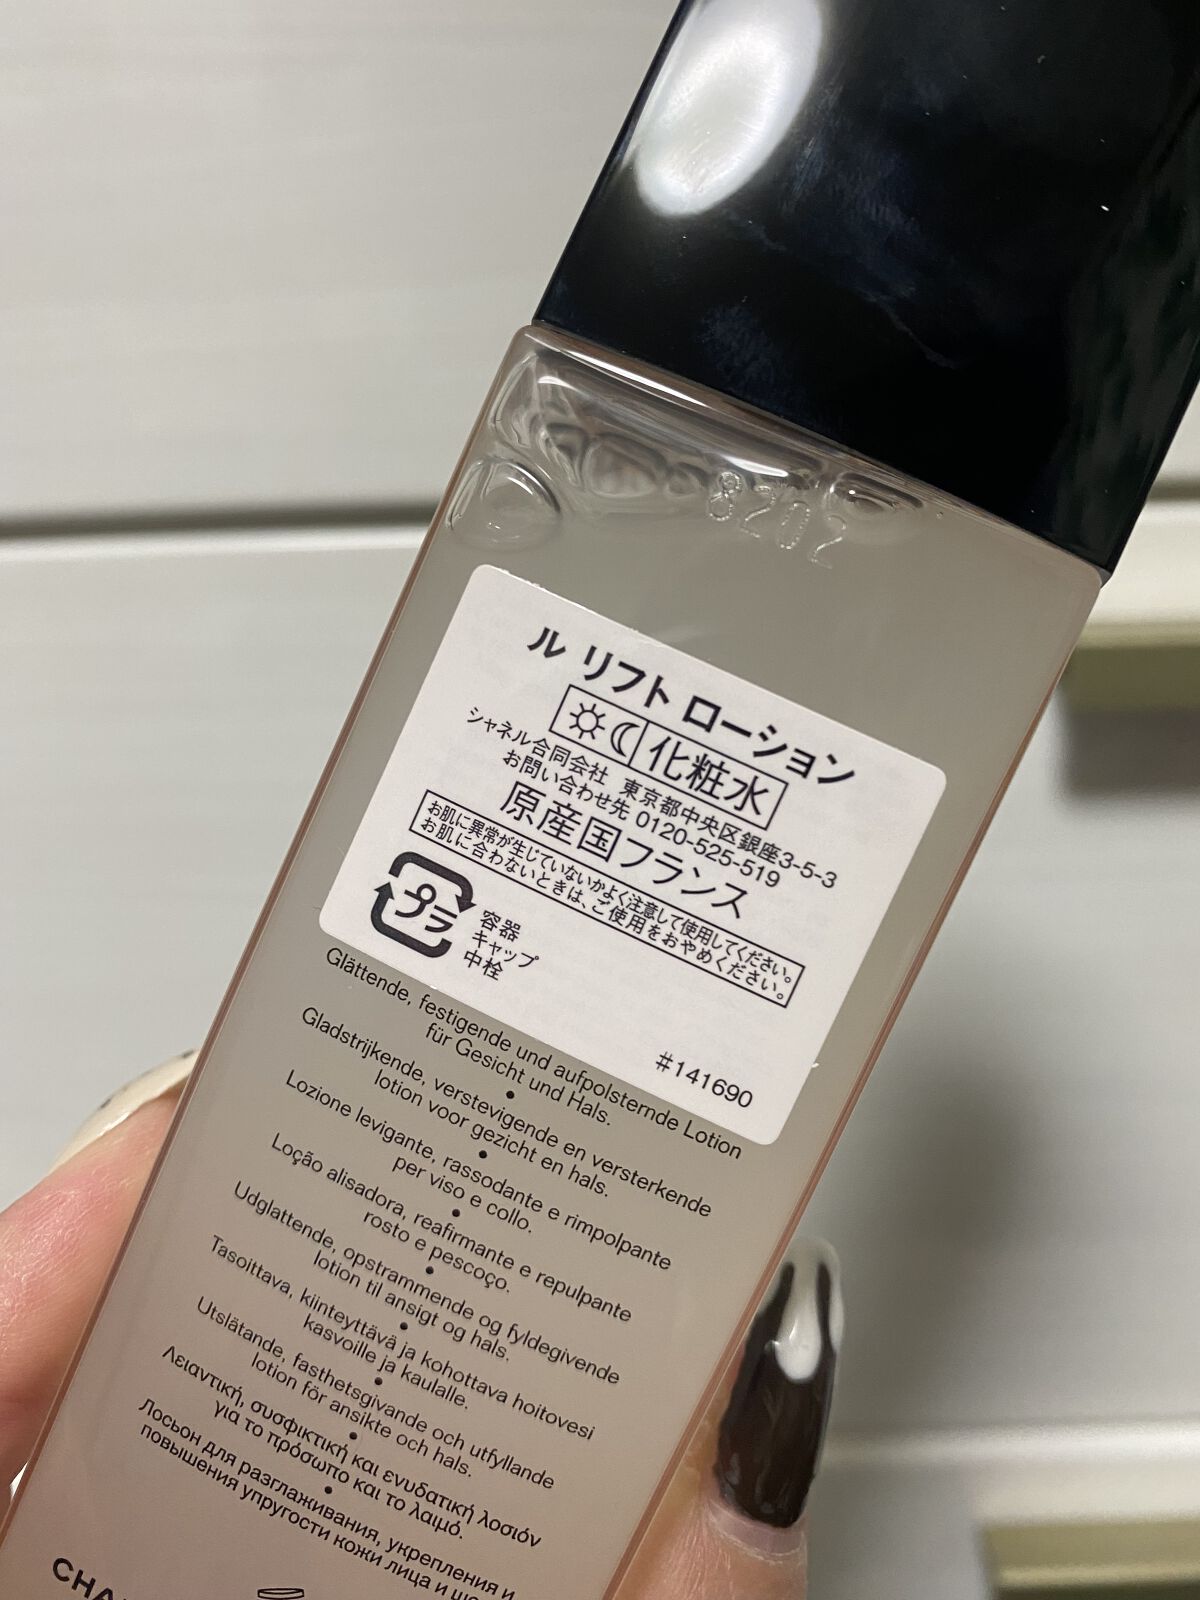 8202
ル リフト ローション
化粧水
シャネル合同会社 東京都中央区銀座3-5-3
お問い合わせ先 0120-525-519
原産国フランス
お肌に異常が生じていないかよく注意して使用してください。
お肌に合わないときは、ご使用をおやめください。
プラ
容器
キャップ
中栓
#141690
Glättende, festigende und aufpolsternde Lotion
für Gesicht und Hals.
•
Gladstrijkende, verstevigende en versterkende
lotion voor gezicht en hals.
•
Lozione levigante, rassodante e rimpolpante
per viso e collo.
•
Loção alisadora, reafirmante e repulpante
rosto e pescoço.
•
Udglattende, opstrammende og fyldegivende
lotion til ansigt og hals.
•
Tasoittava, kiinteyttävä ja kohottava hoitovesi
kasvoille ja kaulalle.
•
Utslätande, fasthetsgivande och utfyllande
lotion för ansikte och hals.
•
Λειαντική, συσφικτική και ενυδατική λοσιόν
για το πρόσωπο και το λαιμό.
•
Лосьон для разглаживания, укрепления и
повышения упругости кожи лица и